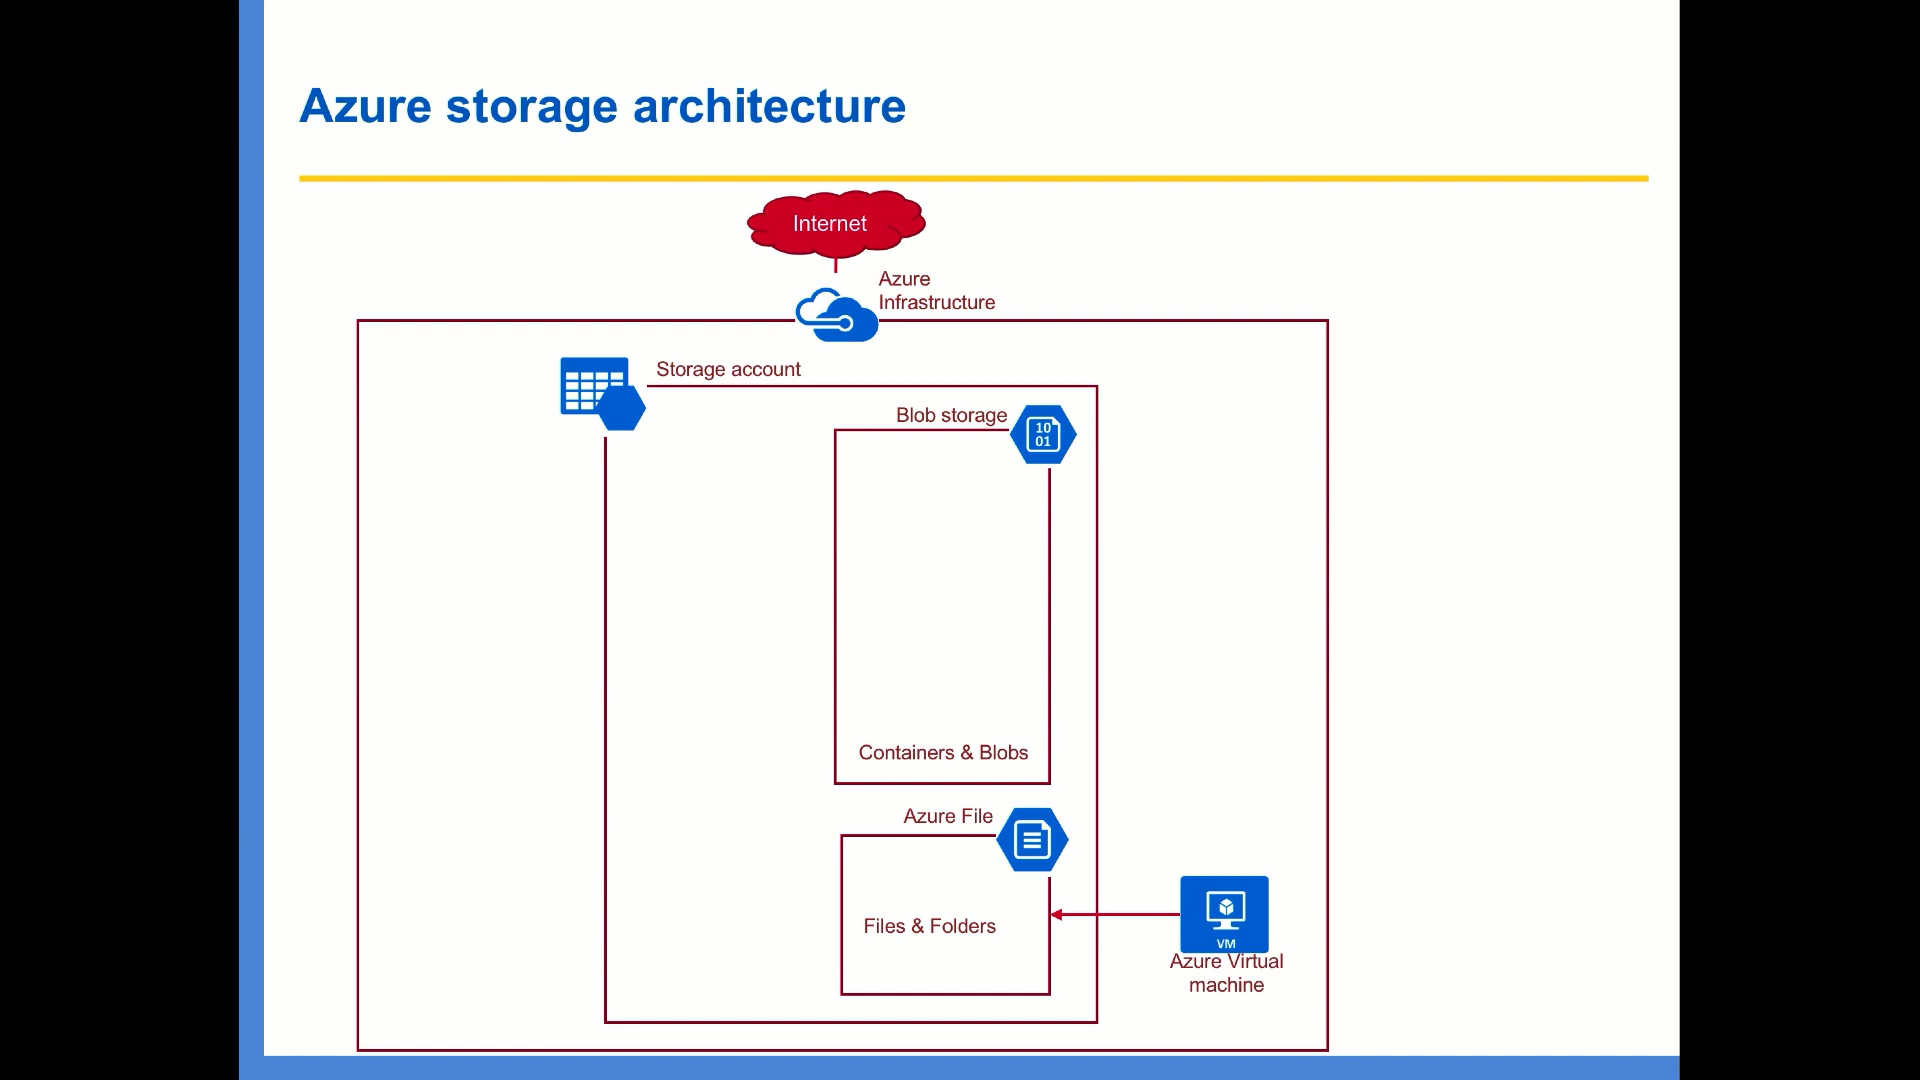 Azure storage architecture
Internet
Azure
Infrastructure
Storage account
Blob storage
10
01
Containers & Blobs
Azure File
Files & Folders
VM
Azure Virtual
machine